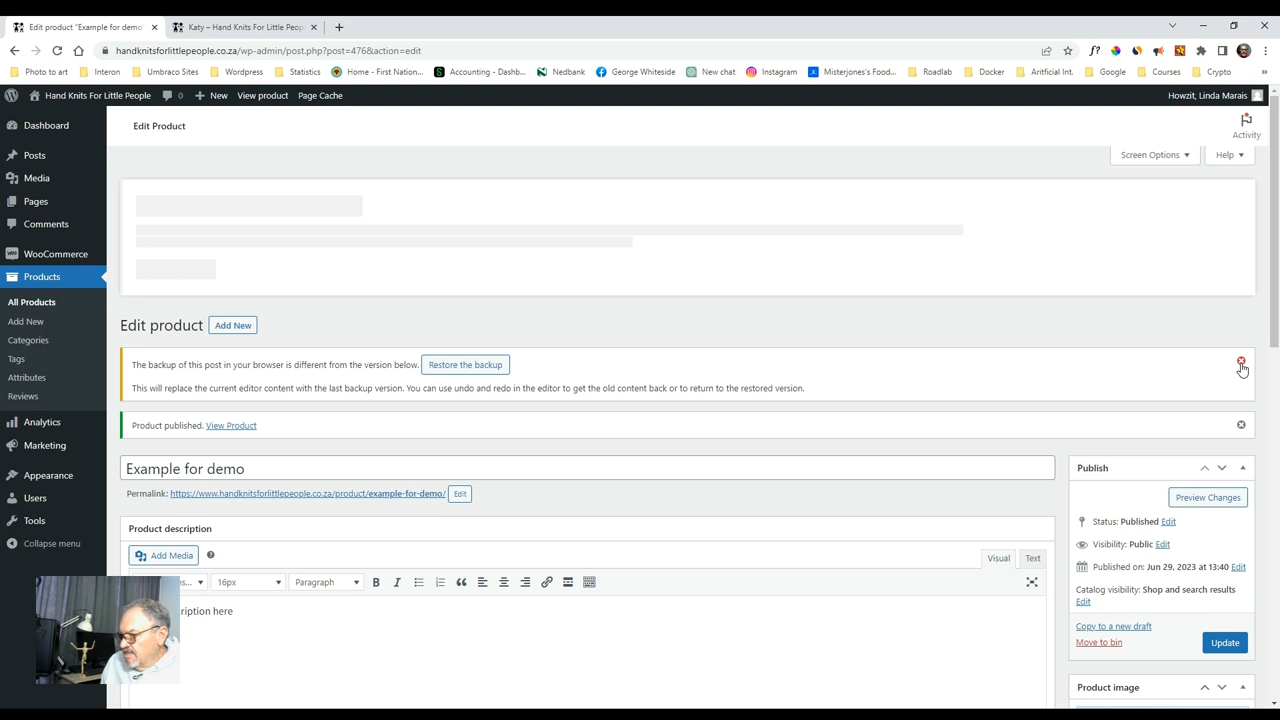 Edit product "Example for demo
Katy – Hand Knits For Little Peopl
handknitsforlittlepeople.co.za/wp-admin/post.php?post=476&action=edit
Photo to art Interon Umbraco Sites Wordpress Statistics Home - First Nation... Accounting - Dashb... Nedbank George Whiteside New chat Instagram Misterjones's Food... Roadlab Docker Aritficial Int. Google Courses Crypto »
Hand Knits For Little People 0 New View product Page Cache Howzit, Linda Marais
Dashboard
Posts
Media
Pages
Comments
WooCommerce
Products
All Products
Add New
Categories
Tags
Attributes
Reviews
Analytics
Marketing
Appearance
Users
Tools
Collapse menu
Edit Product
Activity
Screen Options
Help
Edit product Add New
The backup of this post in your browser is different from the version below. Restore the backup
This will replace the current editor content with the last backup version. You can use undo and redo in the editor to get the old content back or to return to the restored version.
Product published. View Product
Example for demo
Permalink: https://www.handknitsforlittlepeople.co.za/product/example-for-demo/ Edit
Product description
Add Media
Visual Text
16px Paragraph B I
ription here
Publish
Preview Changes
Status: Published Edit
Visibility: Public Edit
Published on: Jun 29, 2023 at 13:40 Edit
Catalog visibility: Shop and search results
Edit
Copy to a new draft
Move to bin
Update
Product image